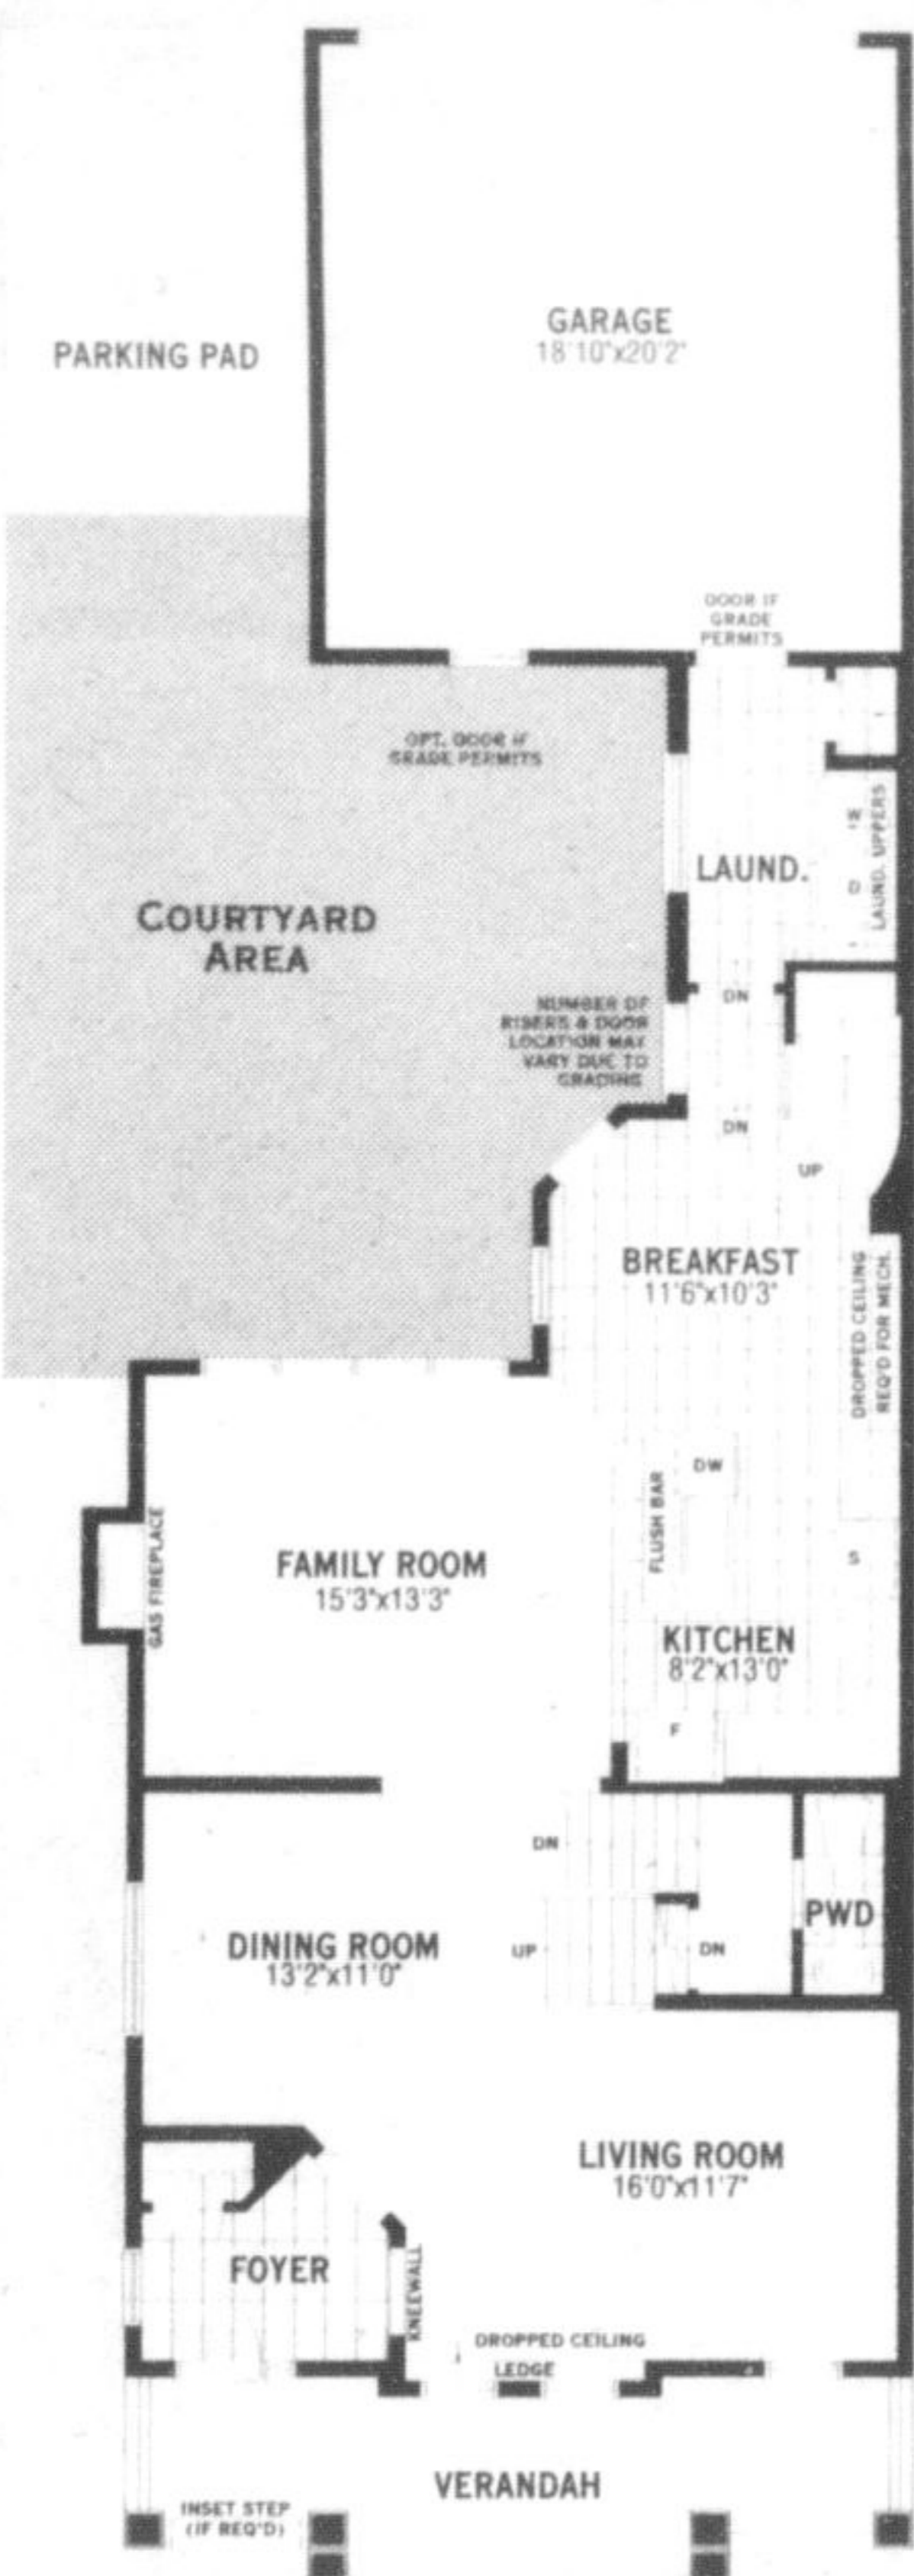 GARAGE
18'10"x20'2"
PARKING PAD
DOOR IF
GRADE
PERMITS
OPT. DOOR IF
GRADE PERMITS
W
D
LAUND. UPPERS
LAUND.
COURTYARD
AREA
DN
NUMBER OF
RISERS & DOOR
LOCATION MAY
VARY DUE TO
GRADING
DN
UP
BREAKFAST
11'6"x10'3"
DROPPED CEILING
REQ'D FOR MECH.
DW
FLUSH BAR
S
GAS FIREPLACE
FAMILY ROOM
15'3"x13'3"
KITCHEN
8'2"x13'0"
F
DN
PWD
DINING ROOM
13'2"x11'0"
UP
DN
LIVING ROOM
16'0"x11'7"
FOYER
KNEEWALL
DROPPED CEILING
LEDGE
VERANDAH
INSET STEP
(IF REQ'D)